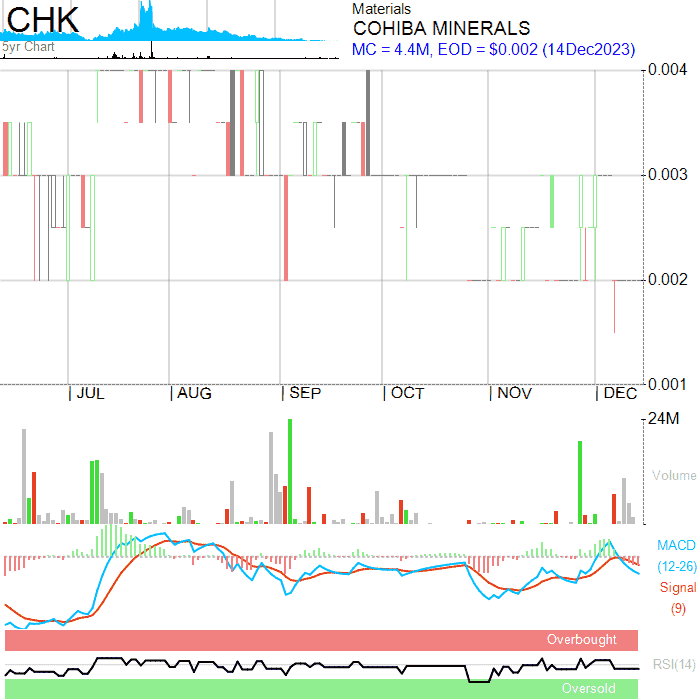 CHK
5yr Chart
Materials
COHIBA MINERALS
MC = 4.4M, EOD = $0.002 (14Dec2023)
0.004
0.003
0.002
0.001
JUL AUG SEP OCT NOV DEC
24M
Volume
MACD
(12-26)
Signal
(9)
Overbought
RSI(14)
Oversold